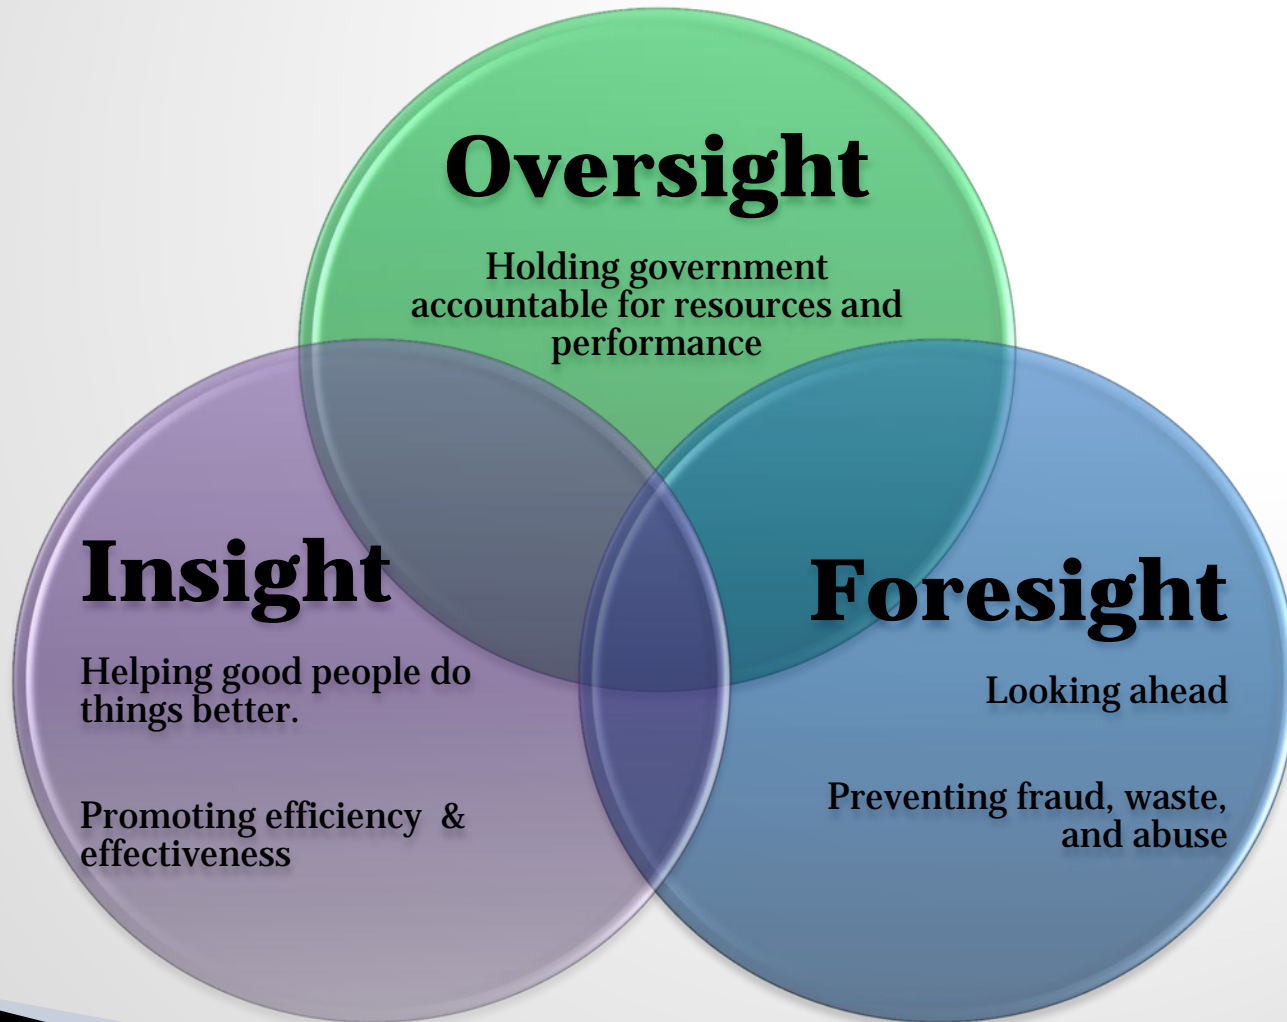 Oversight
Holding government
accountable for resources and
performance
Insight
Helping good people do
things better.
Promoting efficiency  &
effectiveness
Foresight
Looking ahead
Preventing fraud, waste,
and abuse